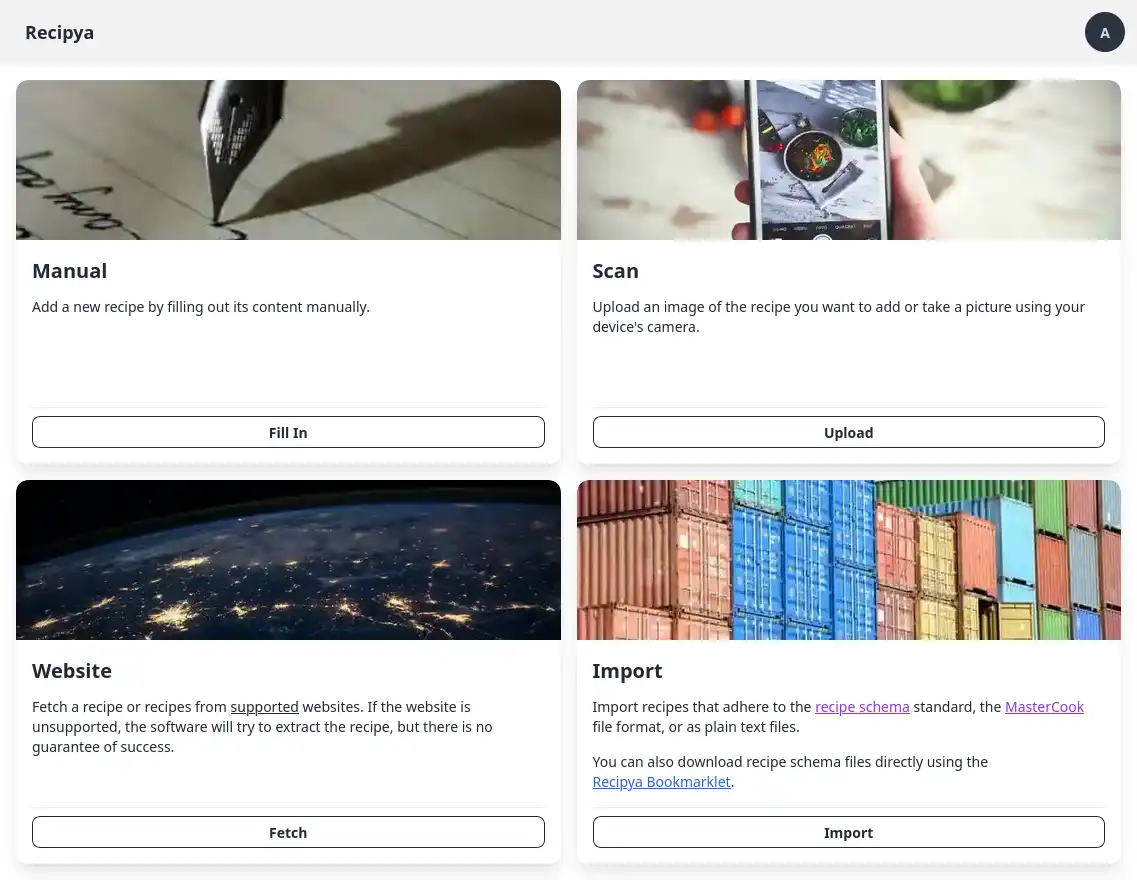 Recipya
A
Manual
Add a new recipe by filling out its content manually.
Fill In
Scan
Upload an image of the recipe you want to add or take a picture using your
device's camera.
Upload
Website
Fetch a recipe or recipes from supported websites. If the website is
unsupported, the software will try to extract the recipe, but there is no
guarantee of success.
Fetch
Import
Import recipes that adhere to the recipe schema standard, the MasterCook
file format, or as plain text files.
You can also download recipe schema files directly using the
Recipya Bookmarklet.
Import